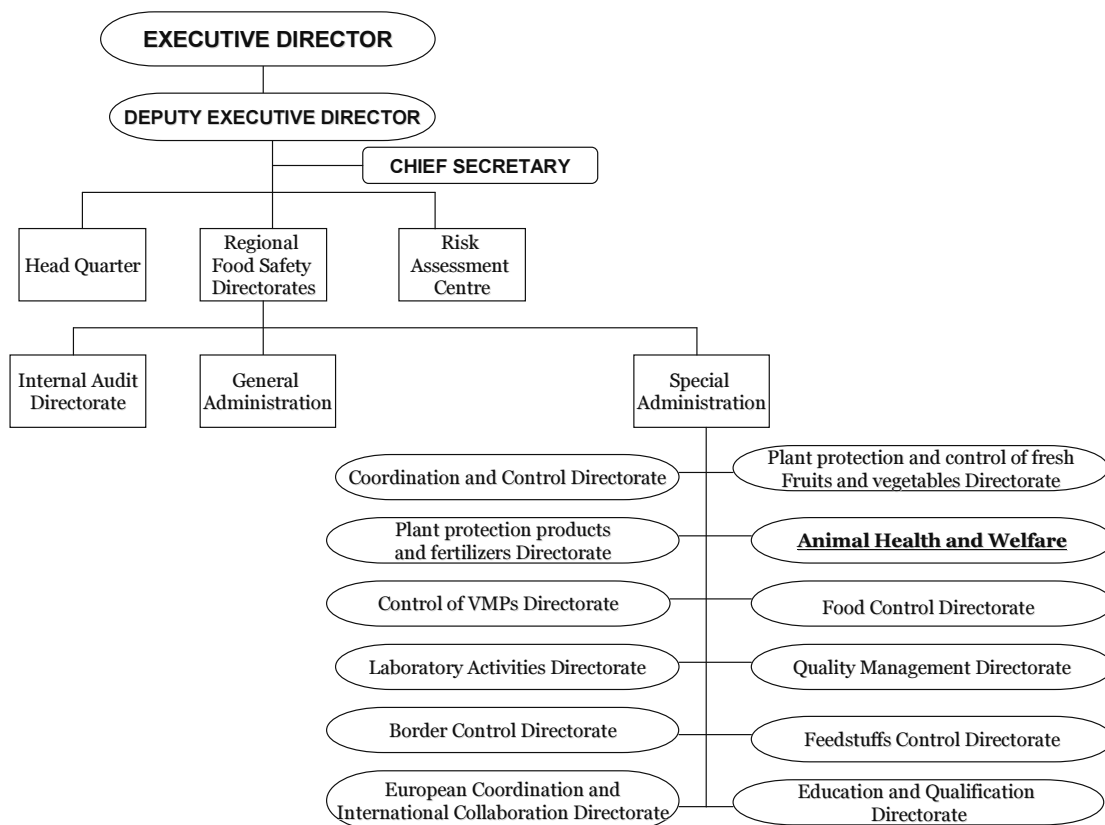 EXECUTIVE DIRECTOR
DEPUTY EXECUTIVE DIRECTOR
CHIEF SECRETARY
Head Quarter
Regional
Food Safety
Directorates
Risk
Assessment
Centre
Internal Audit
Directorate
General
Administration
Special
Administration
Coordination and Control Directorate
Plant protection and control of fresh
Fruits and vegetables Directorate
Plant protection products
and fertilizers Directorate
Animal Health and Welfare
Control of VMPs Directorate
Food Control Directorate
Laboratory Activities Directorate
Quality Management Directorate
Border Control Directorate
Feedstuffs Control Directorate
European Coordination and
International Collaboration Directorate
Education and Qualification
Directorate